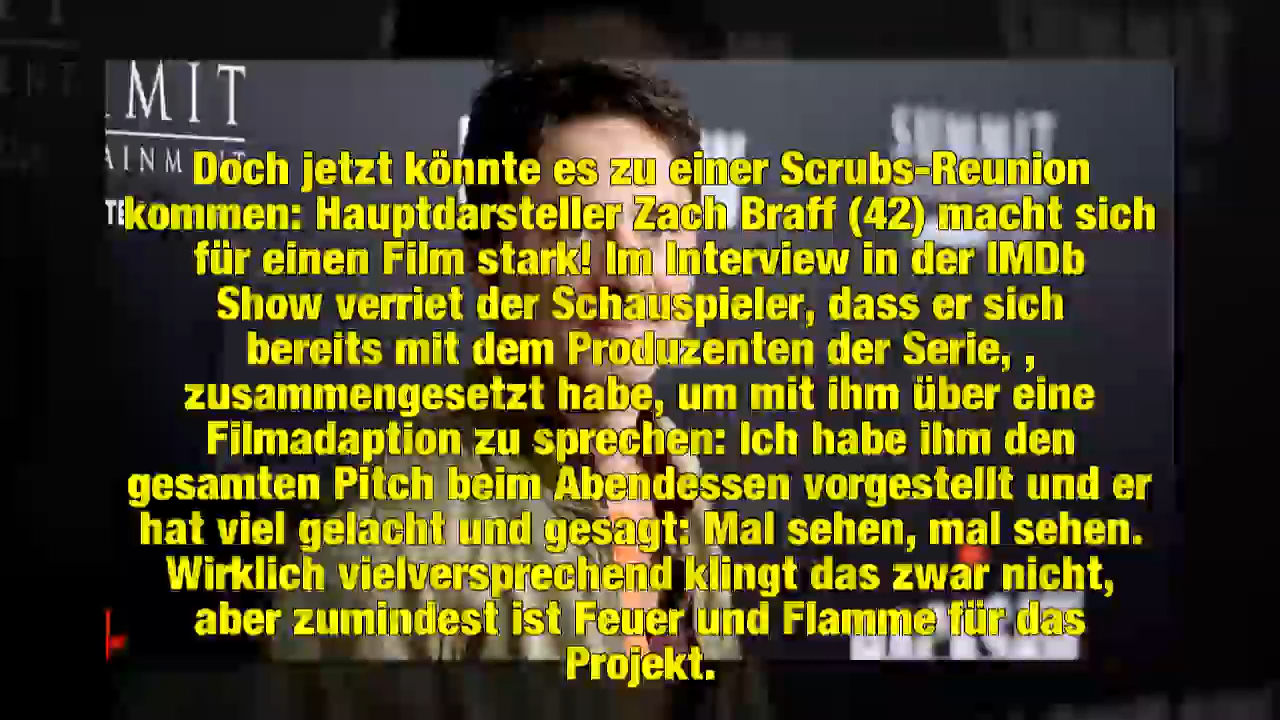 MIT
AINM
SUMMIT
Doch jetzt könnte es zu einer Scrubs-Reunion
kommen: Hauptdarsteller Zach Braff (42) macht sich
für einen Film stark! Im Interview in der IMDb
Show verriet der Schauspieler, dass er sich
bereits mit dem Produzenten der Serie, ,
zusammengesetzt habe, um mit ihm über eine
Filmadaption zu sprechen: Ich habe ihm den
gesamten Pitch beim Abendessen vorgestellt und er
hat viel gelacht und gesagt: Mal sehen, mal sehen.
Wirklich vielversprechend klingt das zwar nicht,
aber zumindest ist Feuer und Flamme für das
Projekt.